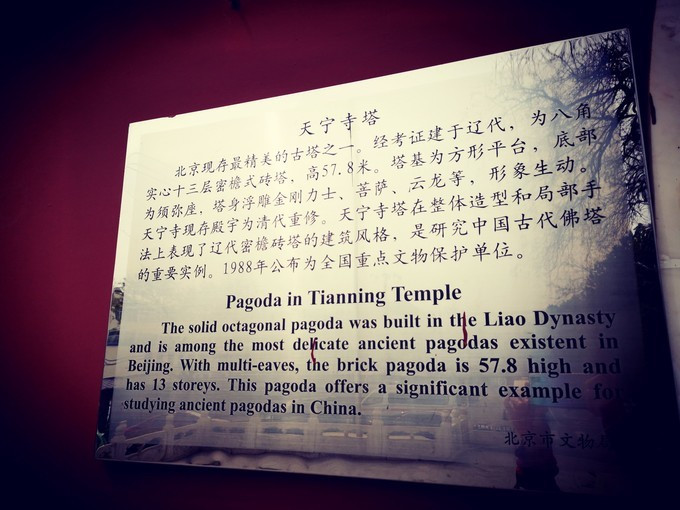 天宁寺塔
北京现存最精美的古塔之一。经考证建于辽代，为八角
实心十三层密檐式砖塔，高57.8米。塔基为方形平台，底部
为须弥座，塔身浮雕金刚力士、菩萨、云龙等，形象生动。
天宁寺现存殿宇为清代重修。天宁寺塔在整体造型和局部手
法上表现了辽代密檐砖塔的建筑风格，是研究中国古代佛塔
的重要实例。1988年公布为全国重点文物保护单位。
Pagoda in Tianning Temple
The solid octagonal pagoda was built in the Liao Dynasty
and is among the most delicate ancient pagodas existent in
Beijing. With multi-eaves, the brick pagoda is 57.8 high and
has 13 storeys. This pagoda offers a significant example for
studying ancient pagodas in China.
北京市文物